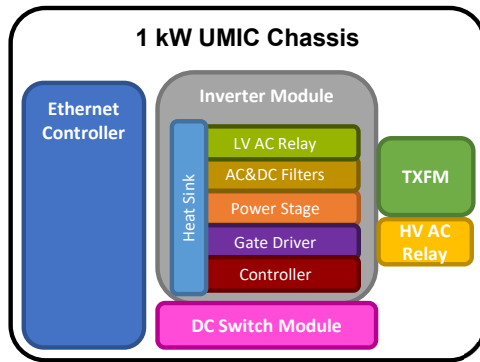 1 kW UMIC Chassis
Ethernet
Controller
Inverter Module
Heat Sink
LV AC Relay
AC&DC Filters
Power Stage
Gate Driver
Controller
TXFM
HV AC
Relay
DC Switch Module